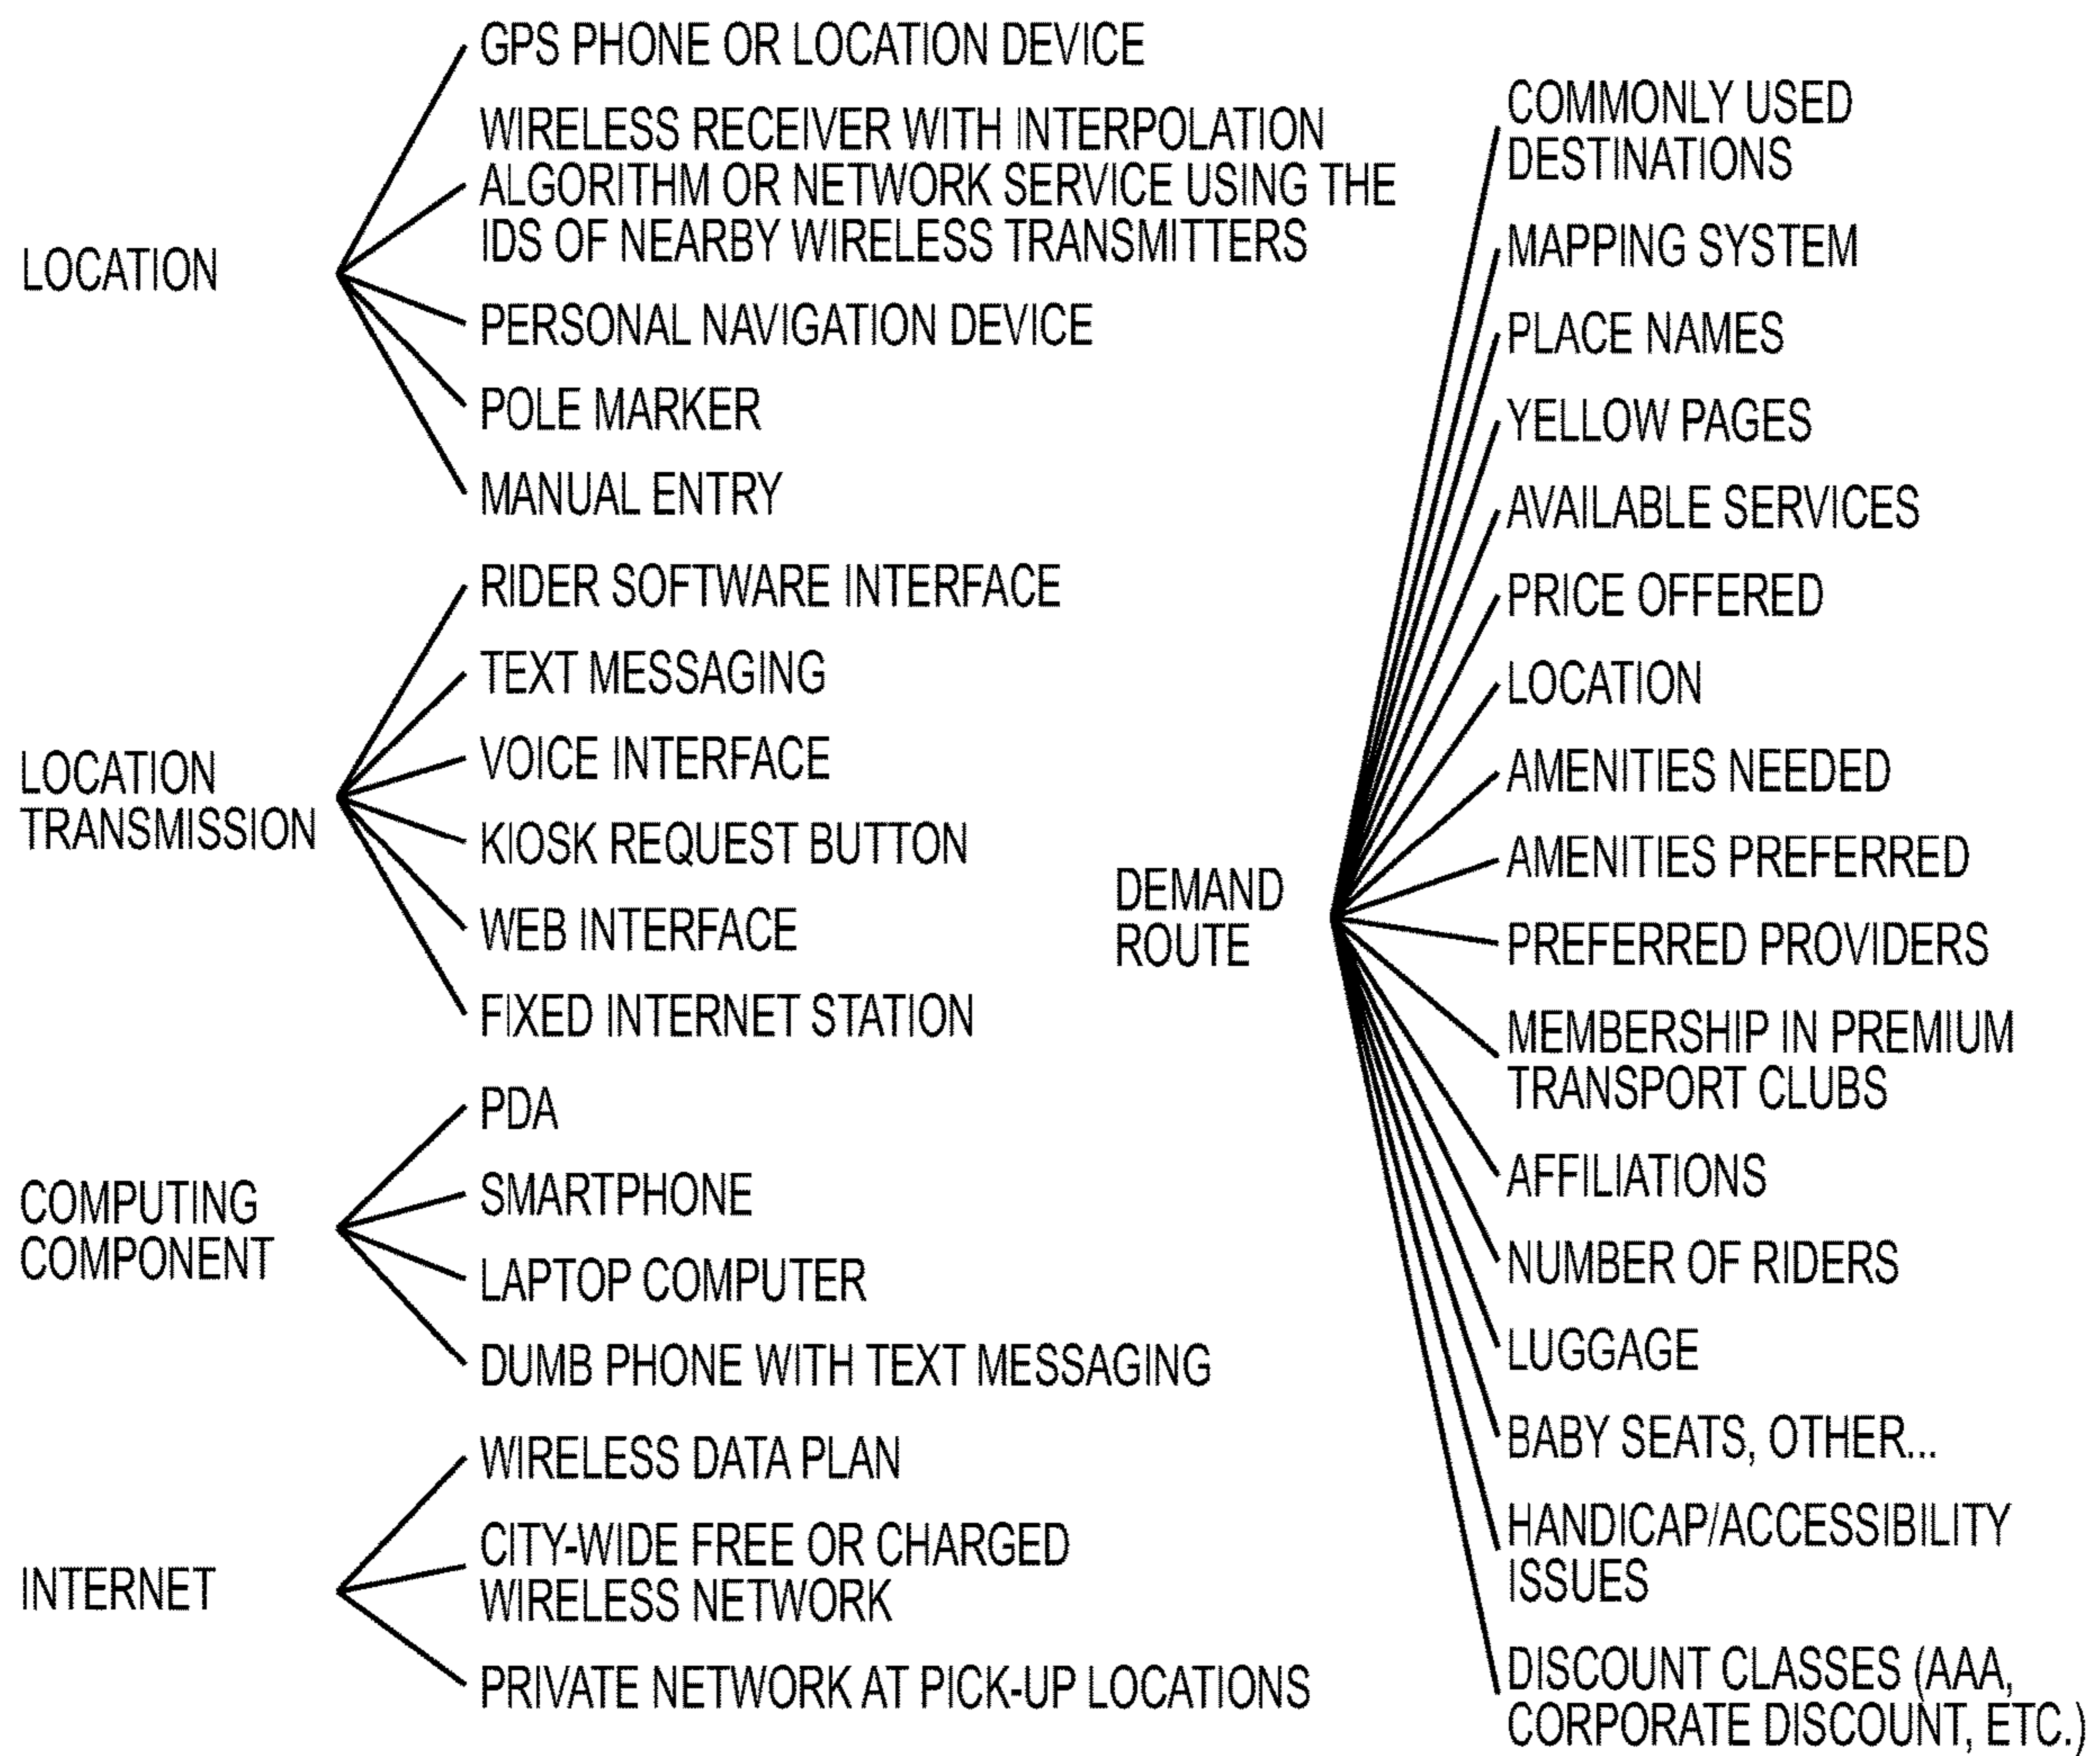 LOCATION
GPS PHONE OR LOCATION DEVICE
WIRELESS RECEIVER WITH INTERPOLATION
ALGORITHM OR NETWORK SERVICE USING THE
IDS OF NEARBY WIRELESS TRANSMITTERS
PERSONAL NAVIGATION DEVICE
POLE MARKER
MANUAL ENTRY
LOCATION
TRANSMISSION
RIDER SOFTWARE INTERFACE
TEXT MESSAGING
VOICE INTERFACE
KIOSK REQUEST BUTTON
WEB INTERFACE
FIXED INTERNET STATION
COMPUTING
COMPONENT
PDA
SMARTPHONE
LAPTOP COMPUTER
DUMB PHONE WITH TEXT MESSAGING
INTERNET
WIRELESS DATA PLAN
CITY-WIDE FREE OR CHARGED
WIRELESS NETWORK
PRIVATE NETWORK AT PICK-UP LOCATIONS
DEMAND
ROUTE
COMMONLY USED
DESTINATIONS
MAPPING SYSTEM
PLACE NAMES
YELLOW PAGES
AVAILABLE SERVICES
PRICE OFFERED
LOCATION
AMENITIES NEEDED
AMENITIES PREFERRED
PREFERRED PROVIDERS
MEMBERSHIP IN PREMIUM
TRANSPORT CLUBS
AFFILIATIONS
NUMBER OF RIDERS
LUGGAGE
BABY SEATS, OTHER...
HANDICAP/ACCESSIBILITY
ISSUES
DISCOUNT CLASSES (AAA,
CORPORATE DISCOUNT, ETC.)